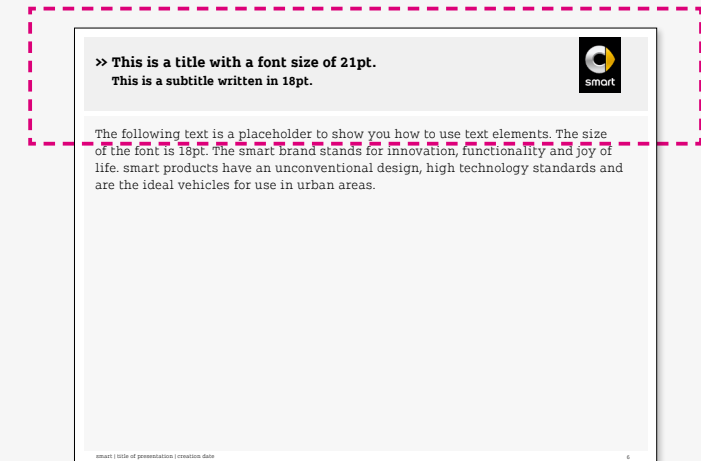 >> This is a title with a font size of 21pt.
This is a subtitle written in 18pt.
smart
The following text is a placeholder to show you how to use text elements. The size
of the font is 18pt. The smart brand stands for innovation, functionality and joy of
life. smart products have an unconventional design, high technology standards and
are the ideal vehicles for use in urban areas.
smart | title of presentation | creation date
6